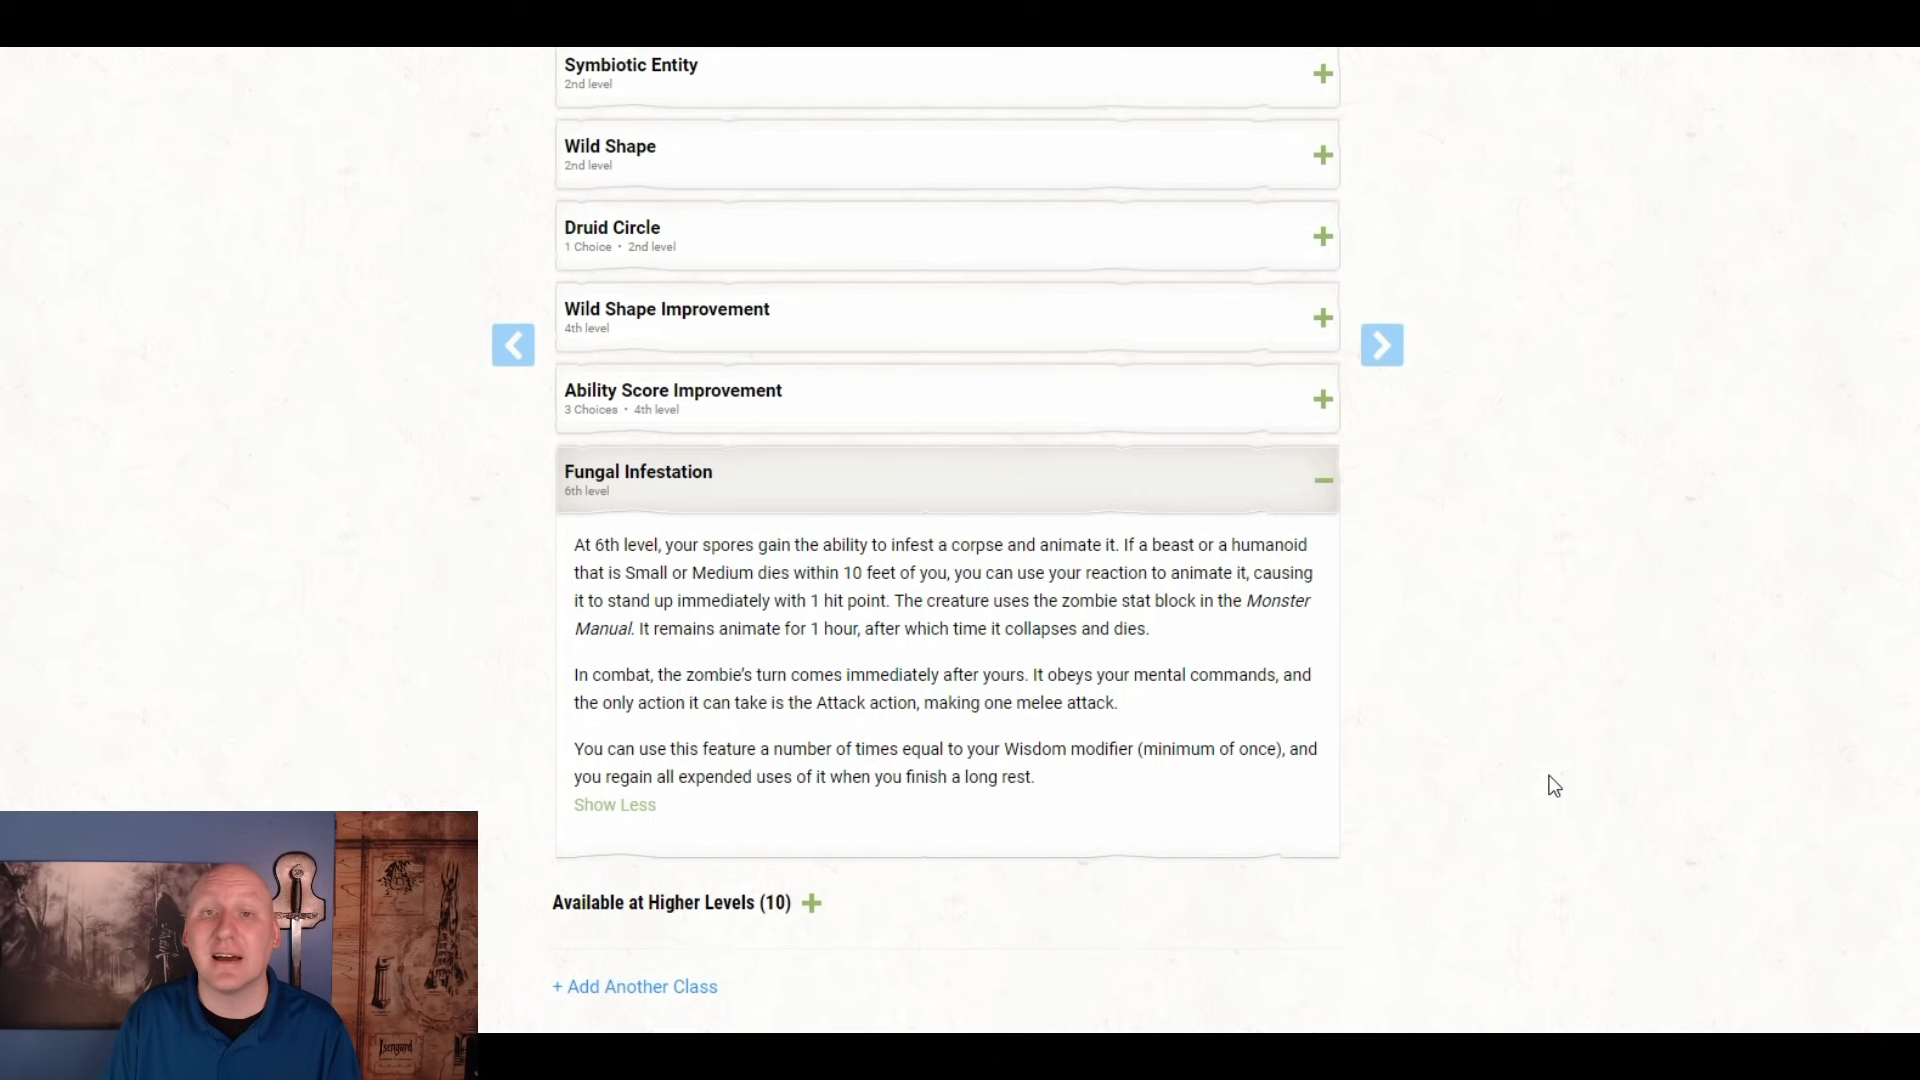 Symbiotic Entity
2nd level
Wild Shape
2nd level
Druid Circle
1 Choice • 2nd level
Wild Shape Improvement
4th level
Ability Score Improvement
3 Choices • 4th level
Fungal Infestation
6th level
At 6th level, your spores gain the ability to infest a corpse and animate it. If a beast or a humanoid
that is Small or Medium dies within 10 feet of you, you can use your reaction to animate it, causing
it to stand up immediately with 1 hit point. The creature uses the zombie stat block in the Monster
Manual. It remains animate for 1 hour, after which time it collapses and dies.
In combat, the zombie’s turn comes immediately after yours. It obeys your mental commands, and
the only action it can take is the Attack action, making one melee attack.
You can use this feature a number of times equal to your Wisdom modifier (minimum of once), and
you regain all expended uses of it when you finish a long rest.
Show Less
Available at Higher Levels (10)
+ Add Another Class
Isengard